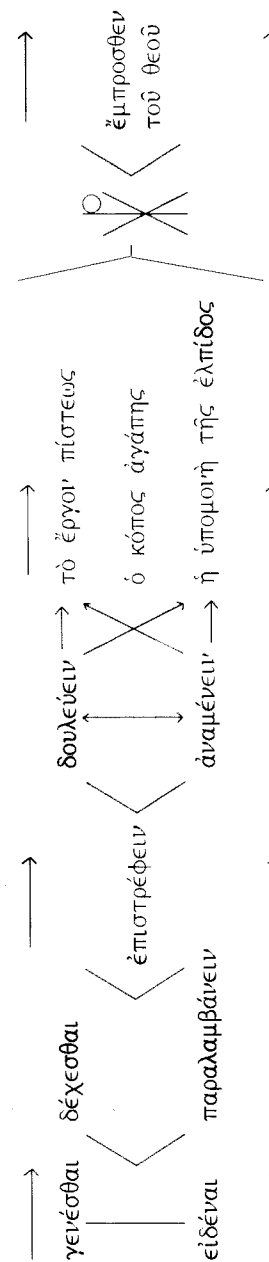 γενέσθαι
εἰδέναι
δέχεσθαι
παραλαμβάνειν
ἐπιστρέφειν
δουλεύειν
ἀναμένειν
τὸ ἔργον πίστεως
ὁ κόπος ἀγάπης
ἡ ὑπομονὴ τῆς ἐλπίδος
ἔμπροσθεν
τοῦ θεοῦ